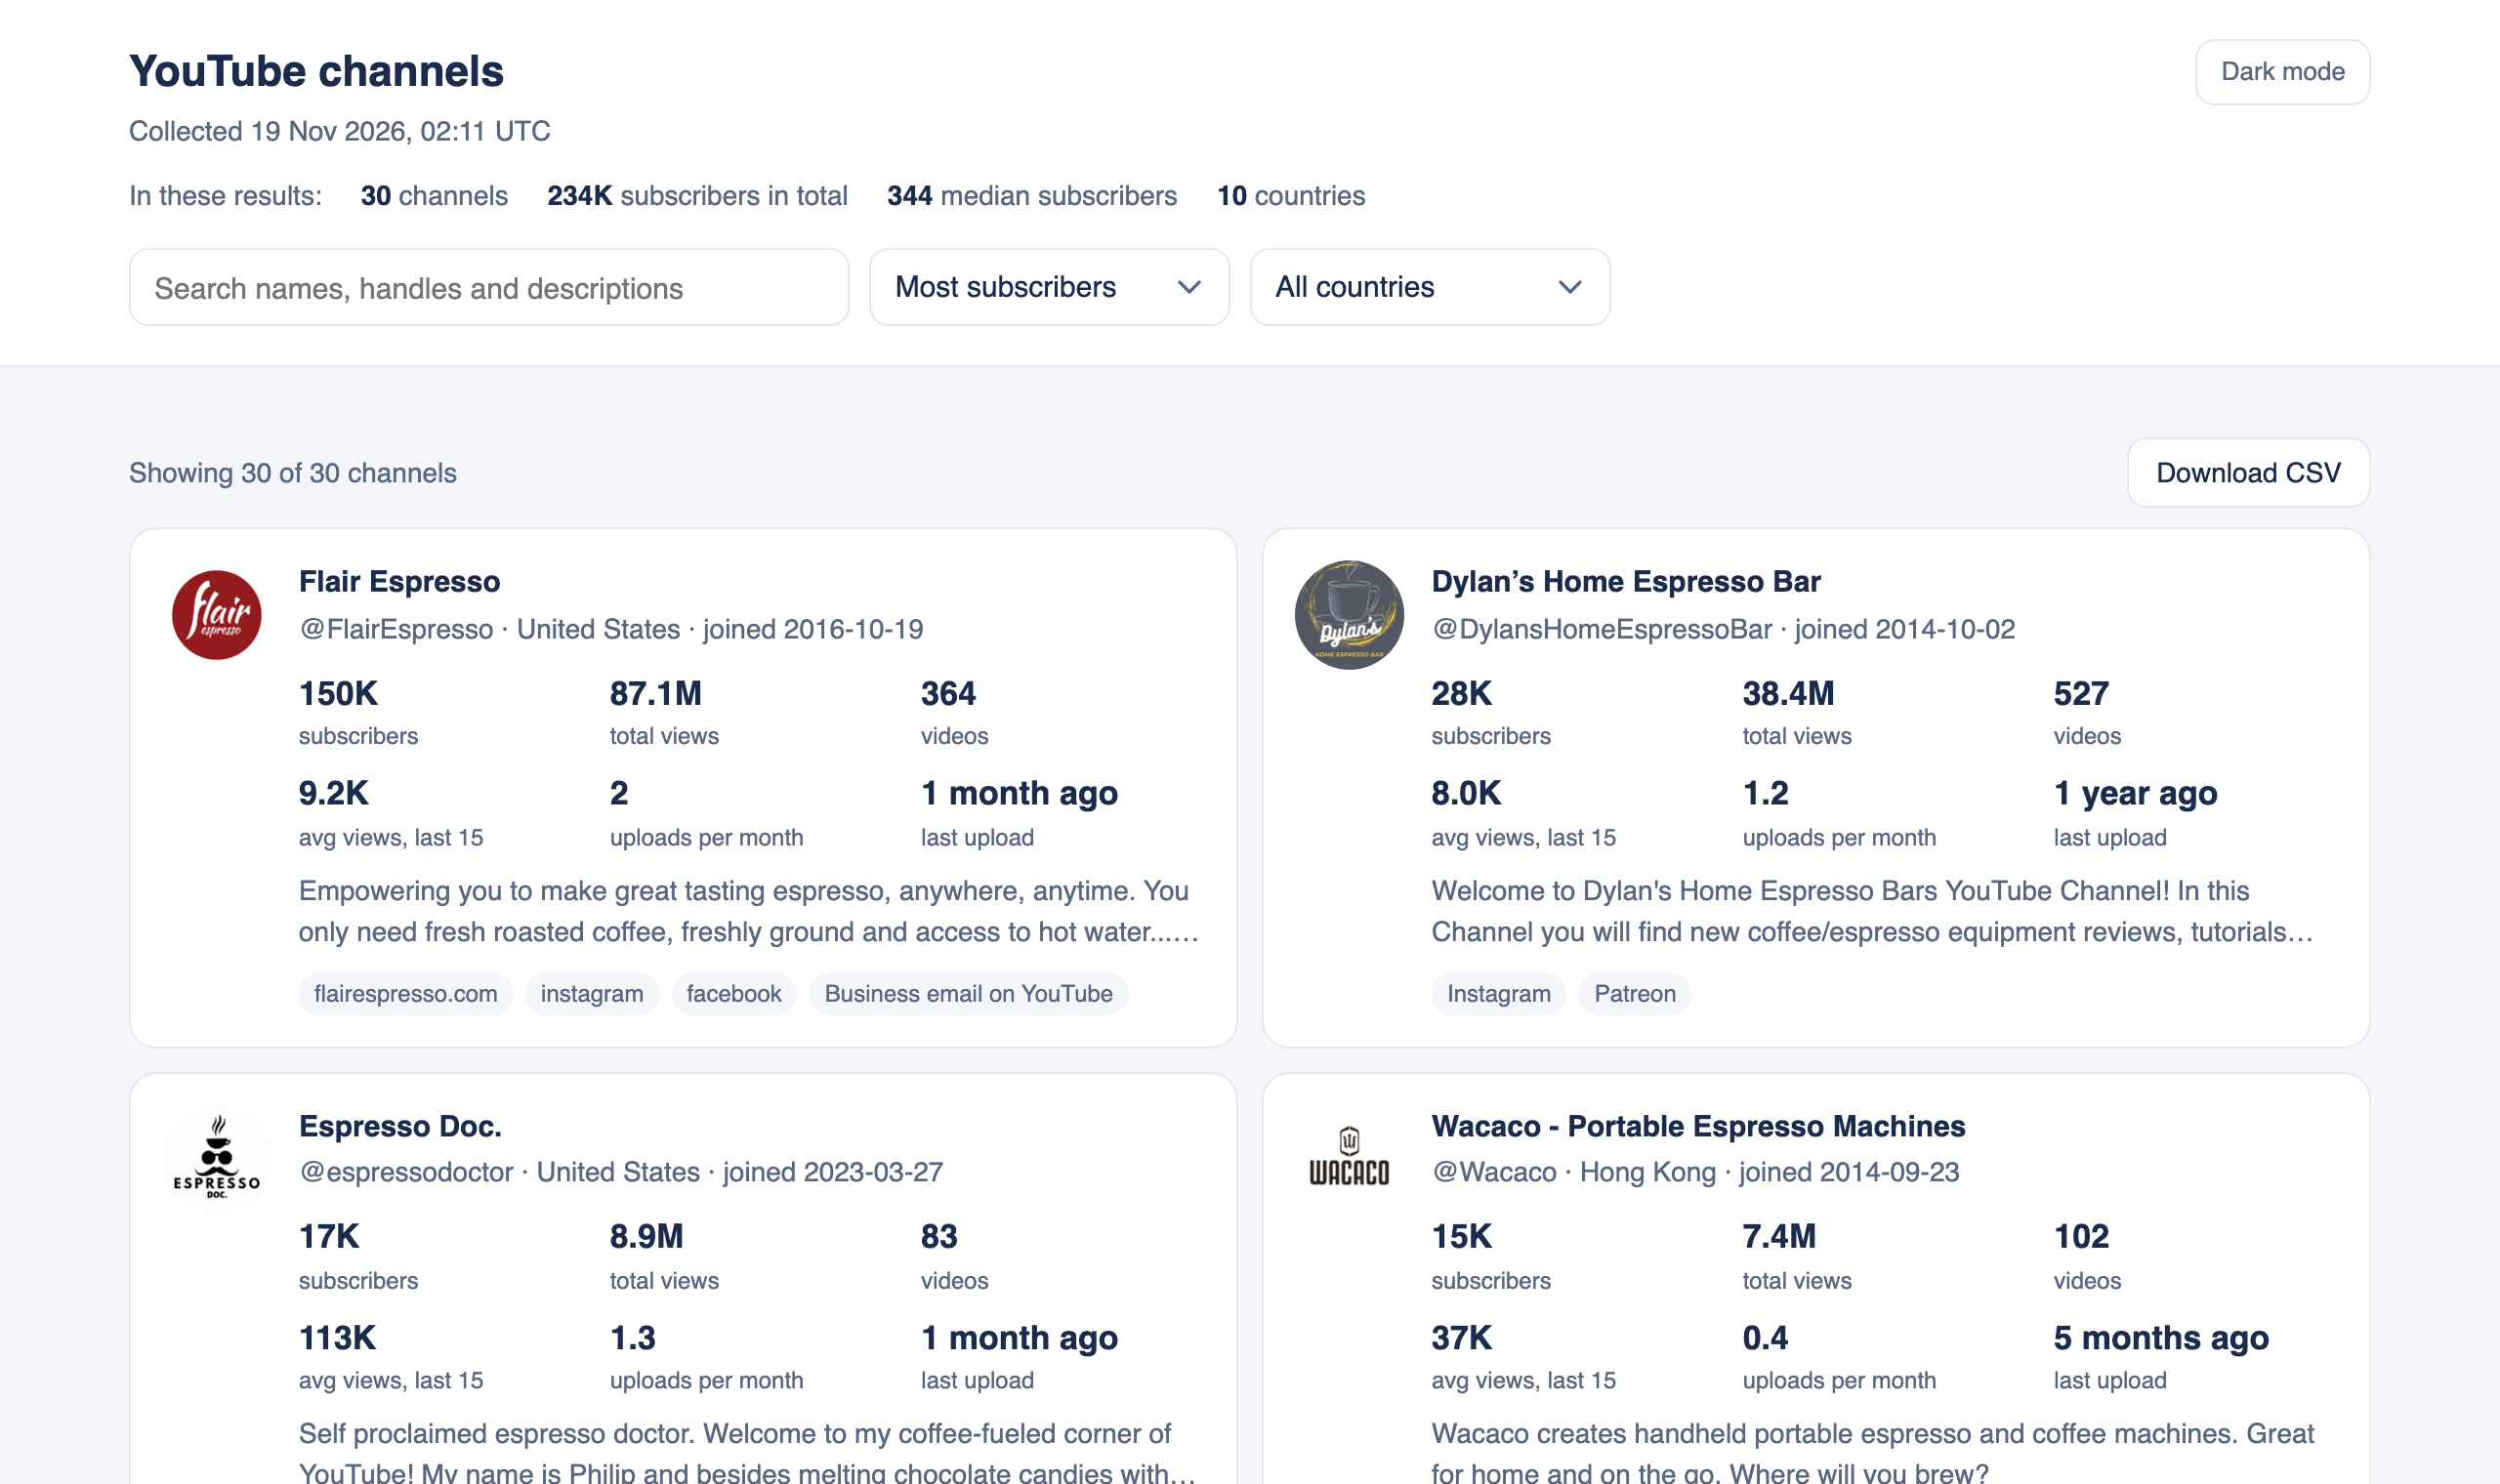 YouTube channels
Dark mode
Collected 19 Nov 2026, 02:11 UTC
In these results: 30 channels 234K subscribers in total 344 median subscribers 10 countries
Search names, handles and descriptions
Most subscribers
All countries
Showing 30 of 30 channels
Download CSV
flair
espresso
Flair Espresso
@FlairEspresso · United States · joined 2016-10-19
150K 87.1M 364
subscribers total views videos
9.2K 2 1 month ago
avg views, last 15 uploads per month last upload
Empowering you to make great tasting espresso, anywhere, anytime. You
only need fresh roasted coffee, freshly ground and access to hot water......
flairespresso.com instagram facebook Business email on YouTube
Dylan's
HOME ESPRESSO BAR
Dylan’s Home Espresso Bar
@DylansHomeEspressoBar · joined 2014-10-02
28K 38.4M 527
subscribers total views videos
8.0K 1.2 1 year ago
avg views, last 15 uploads per month last upload
Welcome to Dylan's Home Espresso Bars YouTube Channel! In this
Channel you will find new coffee/espresso equipment reviews, tutorials…
Instagram Patreon
ESPRESSO
DOC.
Espresso Doc.
@espressodoctor · United States · joined 2023-03-27
17K 8.9M 83
subscribers total views videos
113K 1.3 1 month ago
avg views, last 15 uploads per month last upload
Self proclaimed espresso doctor. Welcome to my coffee-fueled corner of
YouTube! My name is Philip and besides melting chocolate candies with…
WACACO
Wacaco - Portable Espresso Machines
@Wacaco · Hong Kong · joined 2014-09-23
15K 7.4M 102
subscribers total views videos
37K 0.4 5 months ago
avg views, last 15 uploads per month last upload
Wacaco creates handheld portable espresso and coffee machines. Great
for home and on the go. Where will you brew?